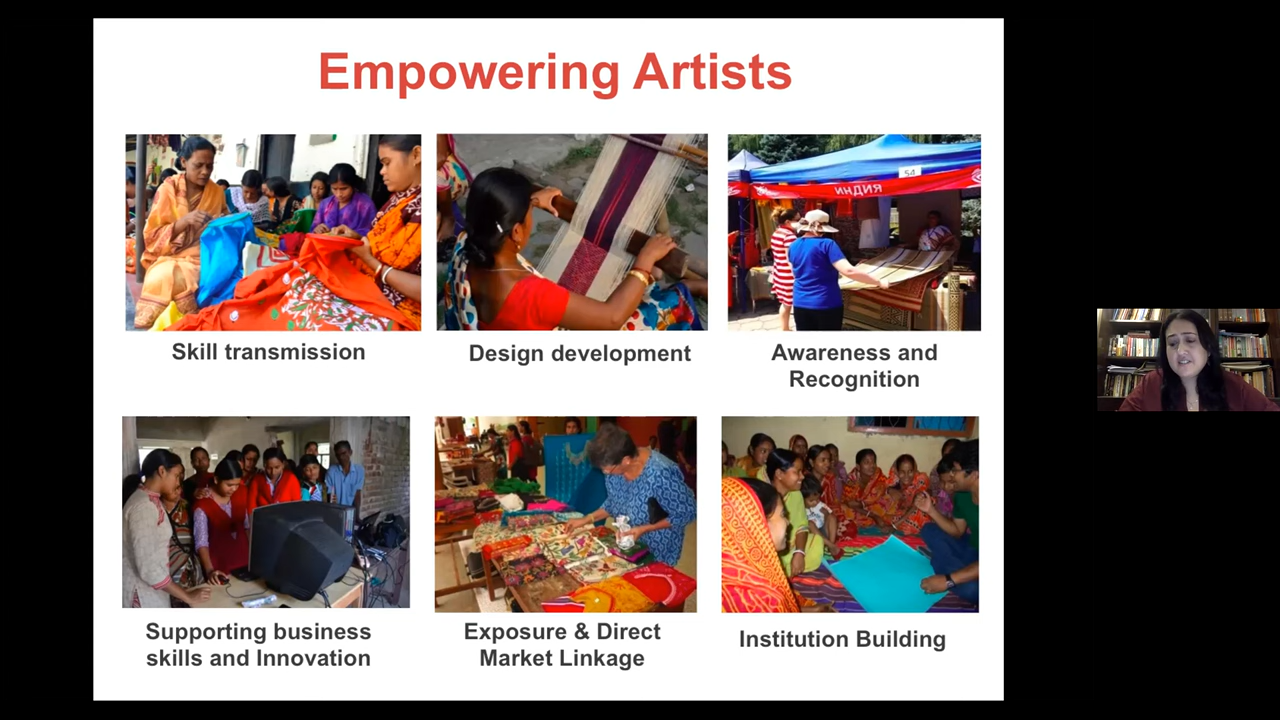 Empowering Artists
54
ИНДИЯ
Skill transmission
Design development
Awareness and
Recognition
Supporting business
skills and Innovation
Exposure & Direct
Market Linkage
Institution Building